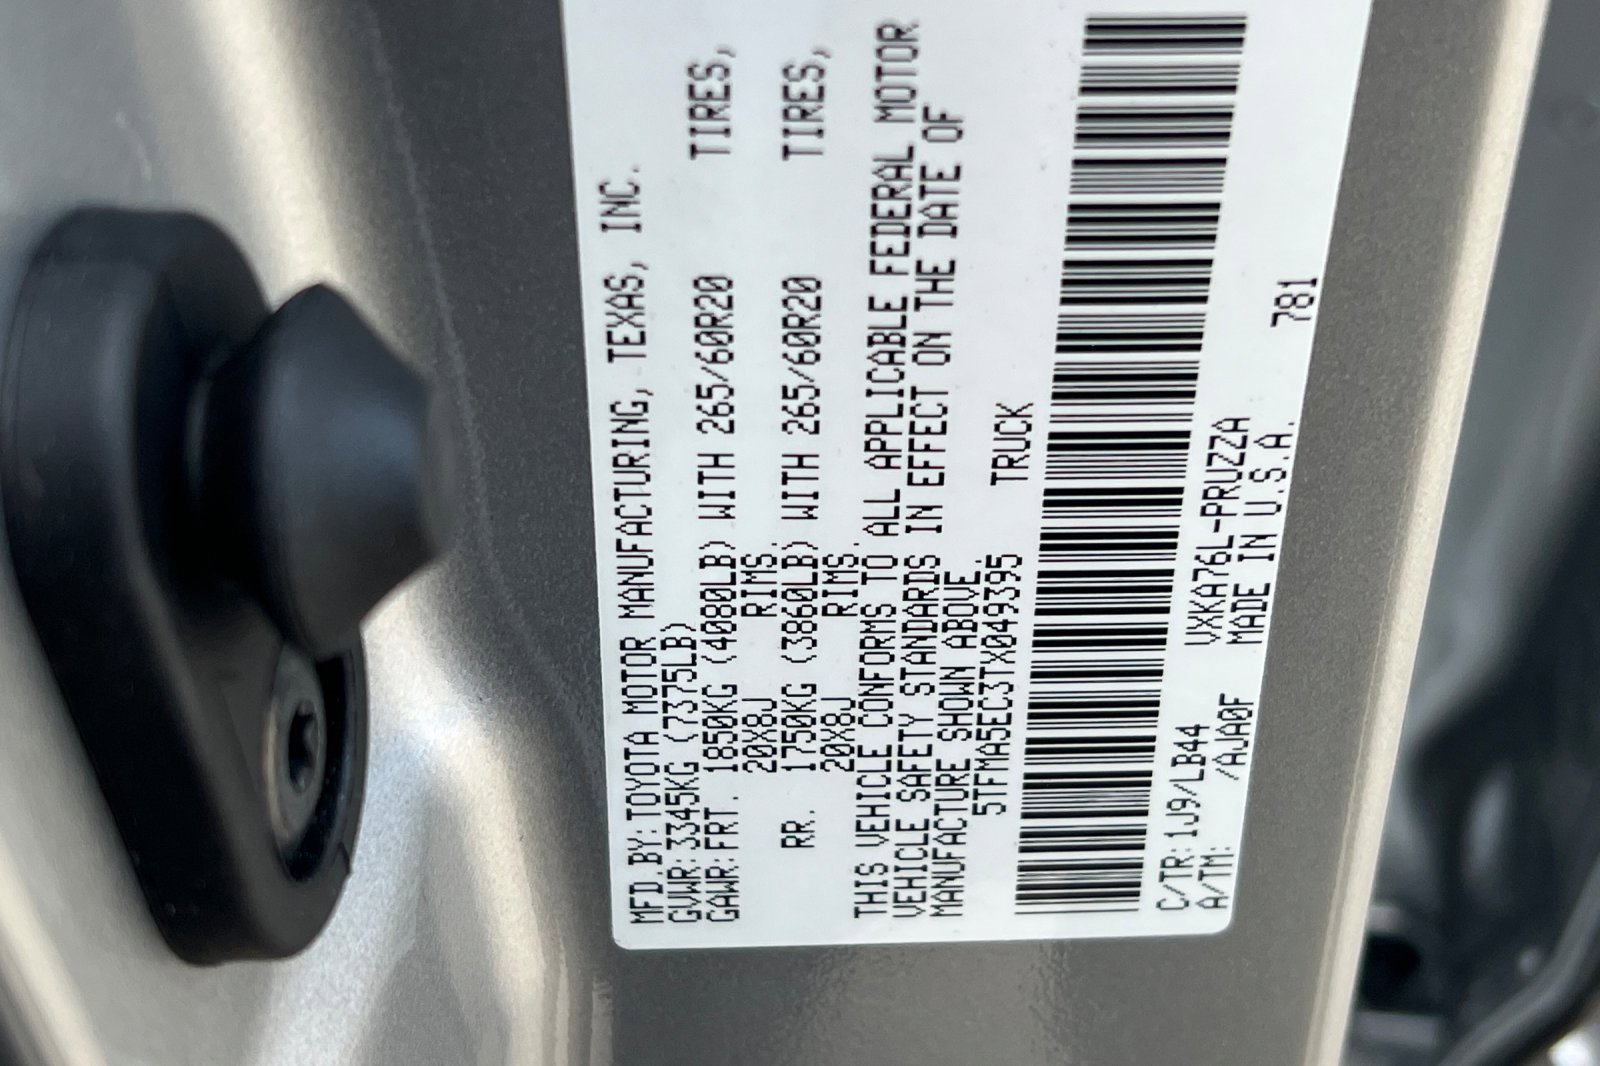 MFD.BY:TOYOTA MOTOR MANUFACTURING, TEXAS, INC.
GVWR:3345KG (7375LB)
GAWR:FRT. 1850KG (4080LB) WITH 265/60R20 TIRES,
20X8J RIMS.
RR. 1750KG (3860LB) WITH 265/60R20 TIRES,
20X8J RIMS.
THIS VEHICLE CONFORMS TO ALL APPLICABLE FEDERAL MOTOR
VEHICLE SAFETY STANDARDS IN EFFECT ON THE DATE OF
MANUFACTURE SHOWN ABOVE.
5TFMA5EC3TX049395 TRUCK
C/TR:1J9/LB44 VXKA76L-PRUZZA
A/TM: /AJA0F MADE IN U.S.A. 781